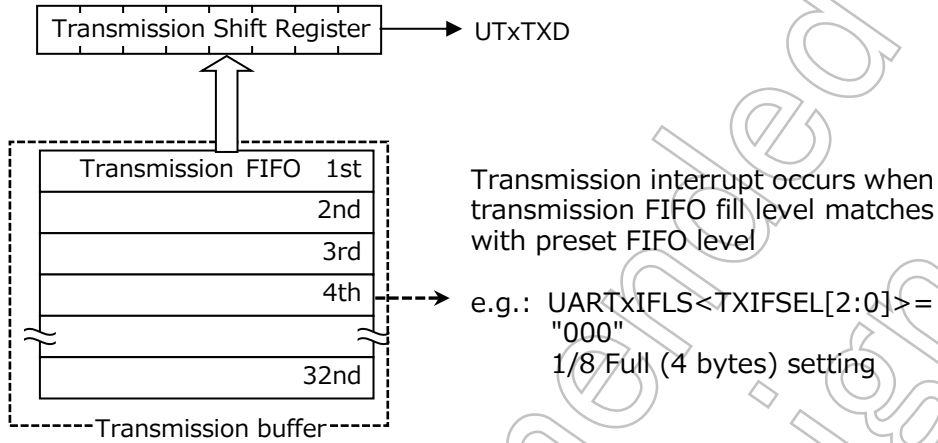 Transmission Shift Register
UTxTXD
Transmission FIFO 1st
2nd
3rd
4th
32nd
Transmission buffer
Transmission interrupt occurs when
transmission FIFO fill level matches
with preset FIFO level
e.g.: UARTxIFLS<TXIFSEL[2:0]>=
"000"
1/8 Full (4 bytes) setting